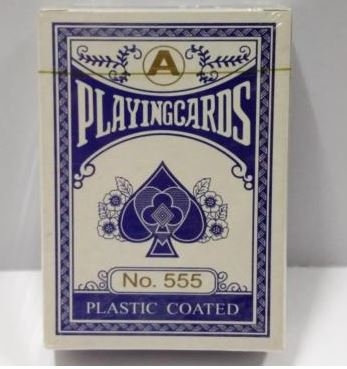 A
PLAYINGCARDS
No. 555
PLASTIC COATED